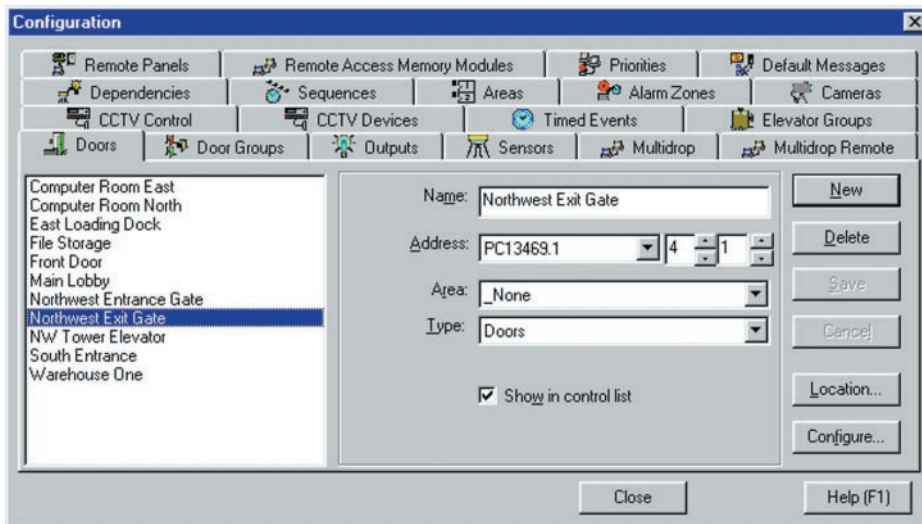 Configuration
Remote Panels Remote Access Memory Modules Priorities Default Messages
Dependencies Sequences Areas Alarm Zones Cameras
CCTV Control CCTV Devices Timed Events Elevator Groups
Doors Door Groups Outputs Sensors Multidrop Multidrop Remote
Computer Room East
Computer Room North
East Loading Dock
File Storage
Front Door
Main Lobby
Northwest Entrance Gate
Northwest Exit Gate
NW Tower Elevator
South Entrance
Warehouse One
Name: Northwest Exit Gate
Address: PC13469.1 4 1
Area: _None
Type: Doors
Show in control list
New
Delete
Save
Cancel
Location...
Configure...
Close Help (F1)